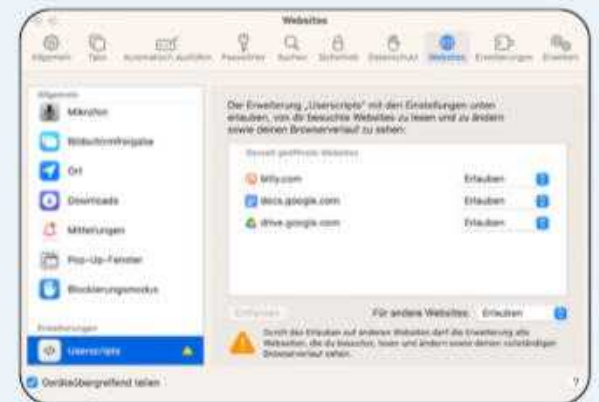 Websites
Allgemein Tabs Automatisch ausfüllen Passwörter Suchen Sicherheit Datenschutz Websites Erweiterungen Erweitert
Allgemein
Mikrofon
Bildschirmfreigabe
Ort
Downloads
Mitteilungen
Pop-Up-Fenster
Blockierungsmodus
Erweiterungen
Userscripts
Geräteübergreifend teilen
Der Erweiterung „Userscripts“ mit den Einstellungen unten
erlauben, von dir besuchte Websites zu lesen und zu ändern
sowie deinen Browserverlauf zu sehen:
Derzeit geöffnete Websites
bitly.com Erlauben
docs.google.com Erlauben
drive.google.com Erlauben
Entfernen Für andere Websites: Erlauben
Durch das Erlauben auf anderen Websites darf die Erweiterung alle
Webseiten, die du besuchst, lesen und ändern sowie deinen vollständigen
Browserverlauf sehen.
?